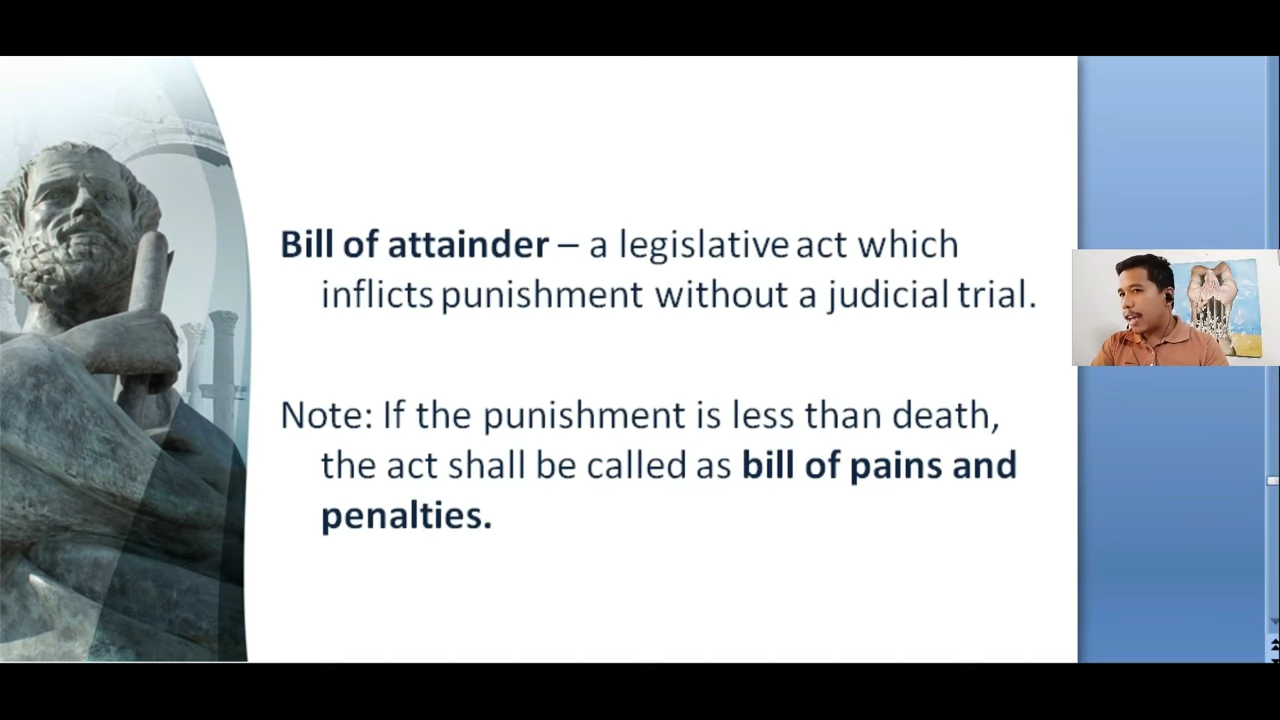 Bill of attainder – a legislative act which
inflicts punishment without a judicial trial.
Note: If the punishment is less than death,
the act shall be called as bill of pains and
penalties.